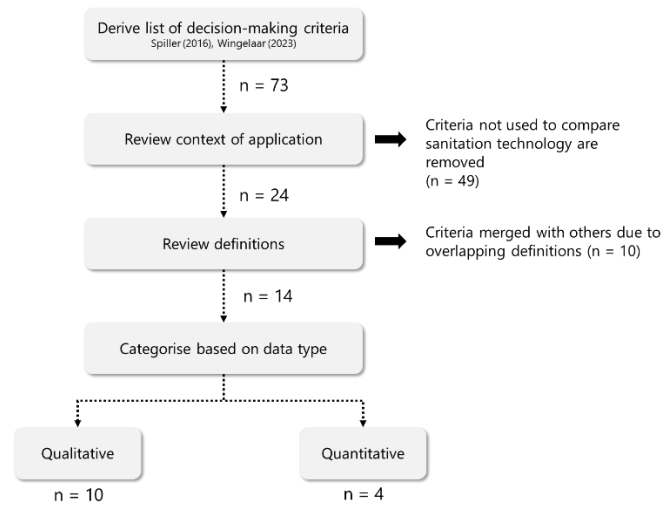 Derive list of decision-making criteria
Spiller (2016), Wingelaar (2023)
n = 73
Review context of application
Criteria not used to compare
sanitation technology are
removed
(n = 49)
n = 24
Review definitions
Criteria merged with others due to
overlapping definitions (n = 10)
n = 14
Categorise based on data type
Qualitative
Quantitative
n = 10
n = 4